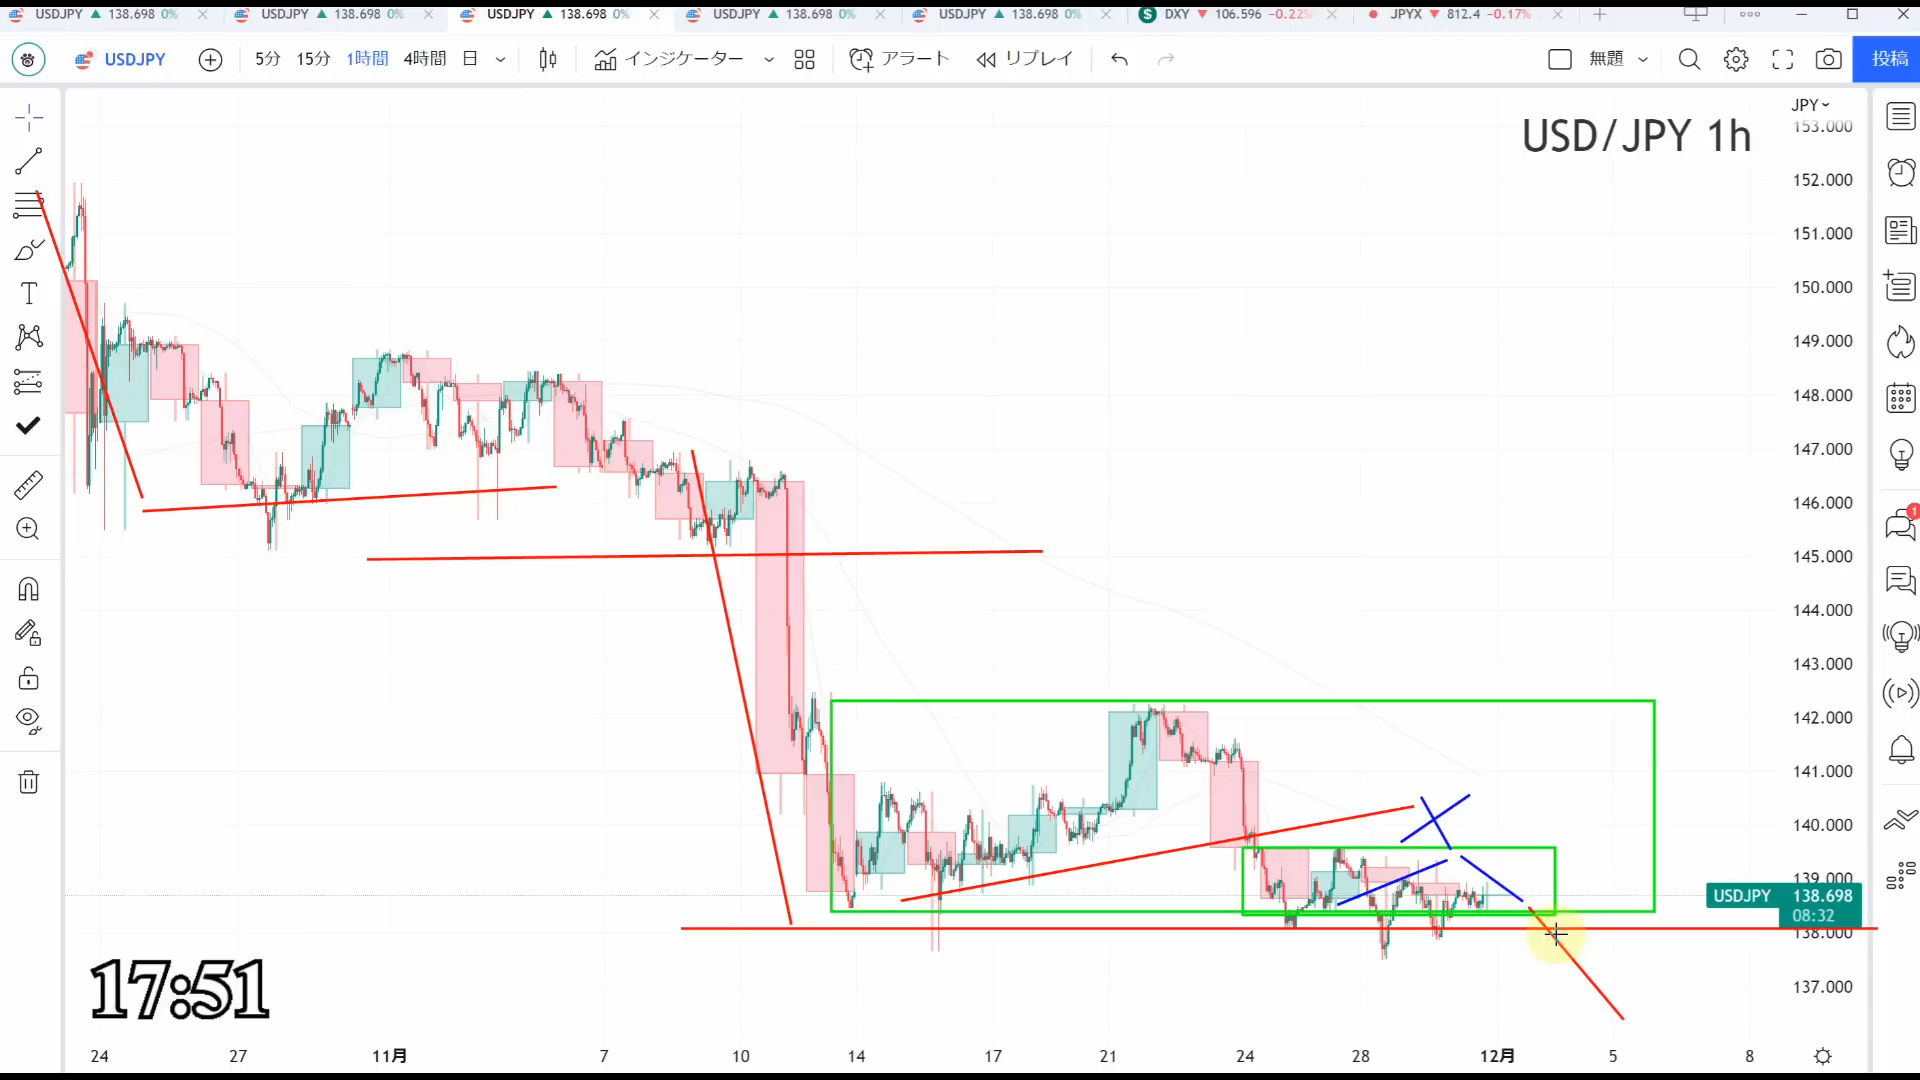 USDJPY ▲ 138.698 0%
USDJPY ▲ 138.698 0%
USDJPY ▲ 138.698 0%
USDJPY ▲ 138.698 0%
USDJPY ▲ 138.698 0%
$ DXY ▼ 106.596 -0.22%
JPYX ▼ 812.4 -0.17%
USDJPY
5分 15分 1時間 4時間 日
インジケーター
アラート
リプレイ
無題
投稿
JPY
USD/JPY 1h
153.000
152.000
151.000
150.000
149.000
148.000
147.000
146.000
145.000
144.000
143.000
142.000
141.000
140.000
139.000
USDJPY 138.698
08:32
138.000
137.000
T
1
17:51
24 27 11月 7 10 14 17 21 24 28 12月 5 8